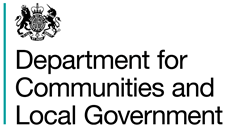 Department for
Communities and
Local Government